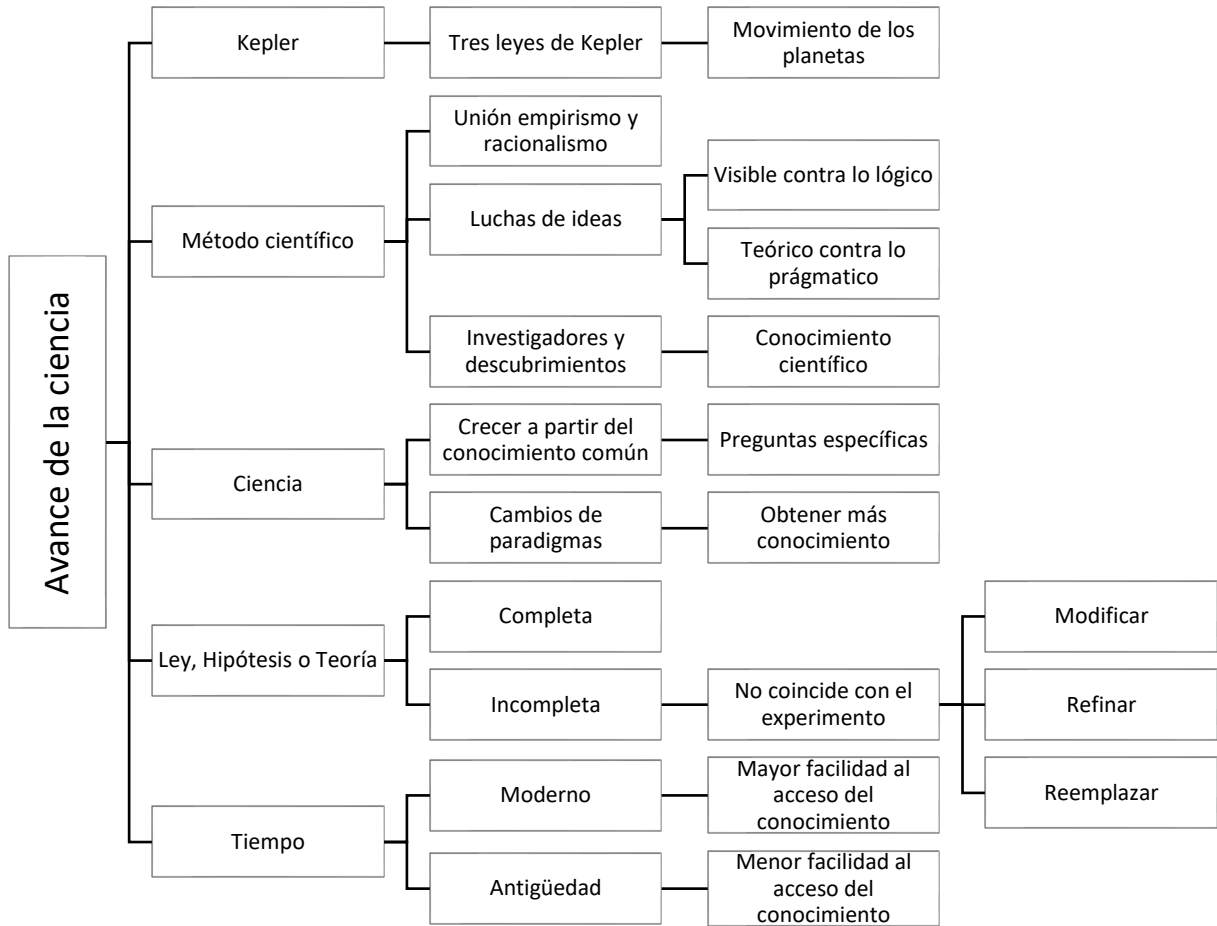 Avance de la ciencia
Kepler
Tres leyes de Kepler
Movimiento de los
planetas
Método científico
Unión empirismo y
racionalismo
Luchas de ideas
Visible contra lo lógico
Teórico contra lo
prágmatico
Investigadores y
descubrimientos
Conocimiento
científico
Ciencia
Crecer a partir del
conocimiento común
Preguntas específicas
Cambios de
paradigmas
Obtener más
conocimiento
Ley, Hipótesis o Teoría
Completa
Incompleta
No coincide con el
experimento
Modificar
Refinar
Reemplazar
Tiempo
Moderno
Mayor facilidad al
acceso del
conocimiento
Antigüedad
Menor facilidad al
acceso del
conocimiento